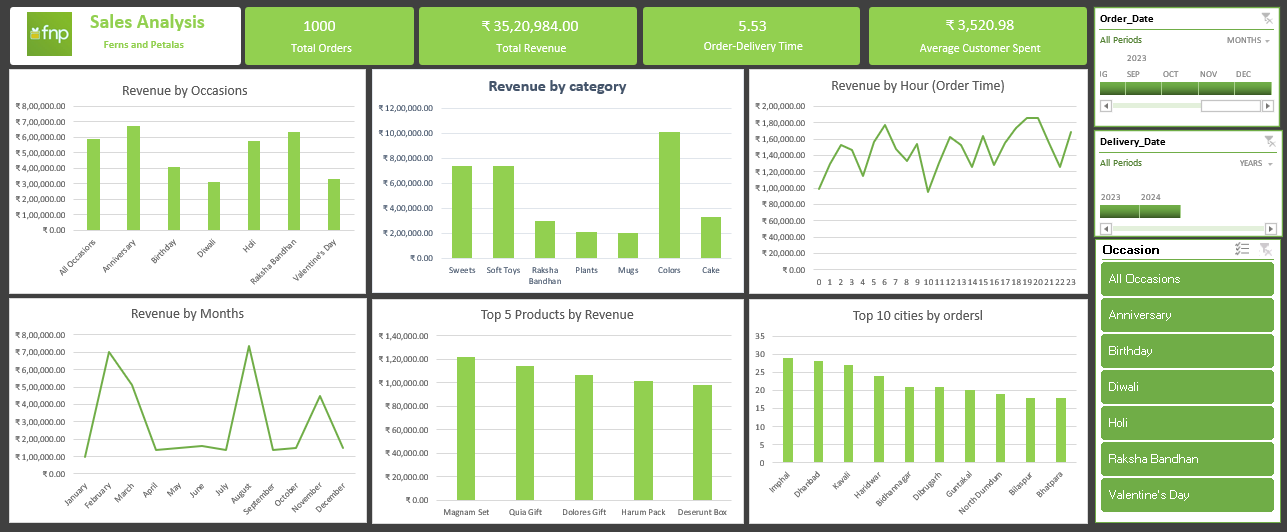 fnp
Sales Analysis
Ferns and Petalas
1000
Total Orders
₹ 35,20,984.00
Total Revenue
5.53
Order-Delivery Time
₹ 3,520.98
Average Customer Spent
Order_Date
All Periods
MONTHS
2023
JG SEP OCT NOV DEC
Delivery_Date
All Periods
YEARS
2023 2024
Occasion
All Occasions
Anniversary
Birthday
Diwali
Holi
Raksha Bandhan
Valentine's Day
Revenue by Occasions
₹ 8,00,000.00
₹ 7,00,000.00
₹ 6,00,000.00
₹ 5,00,000.00
₹ 4,00,000.00
₹ 3,00,000.00
₹ 2,00,000.00
₹ 1,00,000.00
₹ 0.00
All Occasions
Anniversary
Birthday
Diwali
Holi
Raksha Bandhan
Valentine's Day
Revenue by category
₹ 12,00,000.00
₹ 10,00,000.00
₹ 8,00,000.00
₹ 6,00,000.00
₹ 4,00,000.00
₹ 2,00,000.00
₹ 0.00
Sweets Soft Toys Raksha Plants Mugs Colors Cake
Bandhan
Revenue by Hour (Order Time)
₹ 2,00,000.00
₹ 1,80,000.00
₹ 1,60,000.00
₹ 1,40,000.00
₹ 1,20,000.00
₹ 1,00,000.00
₹ 80,000.00
₹ 60,000.00
₹ 40,000.00
₹ 20,000.00
₹ 0.00
0 1 2 3 4 5 6 7 8 9 10 11 12 13 14 15 16 17 18 19 20 21 22 23
Revenue by Months
₹ 8,00,000.00
₹ 7,00,000.00
₹ 6,00,000.00
₹ 5,00,000.00
₹ 4,00,000.00
₹ 3,00,000.00
₹ 2,00,000.00
₹ 1,00,000.00
₹ 0.00
January
February
March
April
May
June
July
August
September
October
November
December
Top 5 Products by Revenue
₹ 1,40,000.00
₹ 1,20,000.00
₹ 1,00,000.00
₹ 80,000.00
₹ 60,000.00
₹ 40,000.00
₹ 20,000.00
₹ 0.00
Magnam Set Quia Gift Dolores Gift Harum Pack Deserunt Box
Top 10 cities by ordersl
35
30
25
20
15
10
5
0
Imphal
Dhanbad
Kavali
Haridwar
Bidhannagar
Dibrugarh
Guntakal
North Dumdum
Bilaspur
Bhatpara